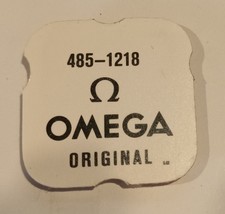 485-1218
Ω
OMEGA
ORIGINAL